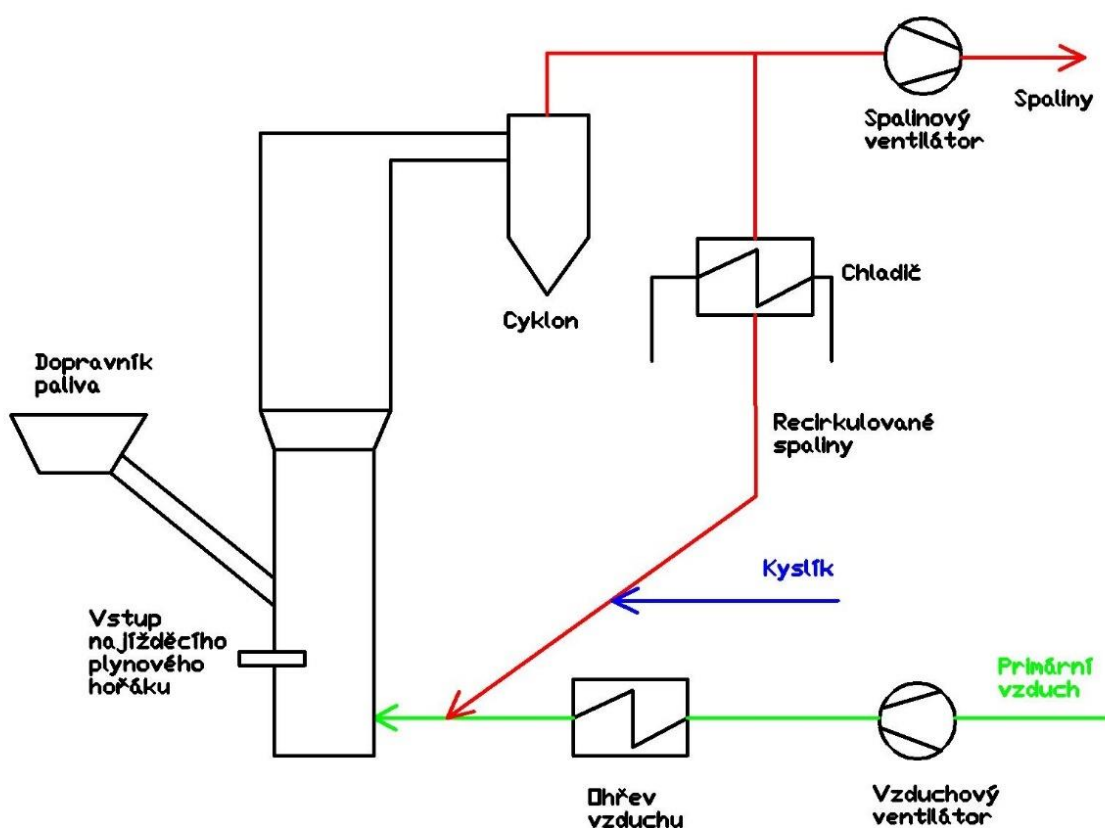 Spaliny
Spalinový
ventilátor
Chladič
Cyklon
Dopravník
paliva
Recirkulované
spaliny
Kyslík
Vstup
najížděcího
plynového
hořáku
Primární
vzduch
Ohřev
vzduchu
Vzduchový
ventilátor